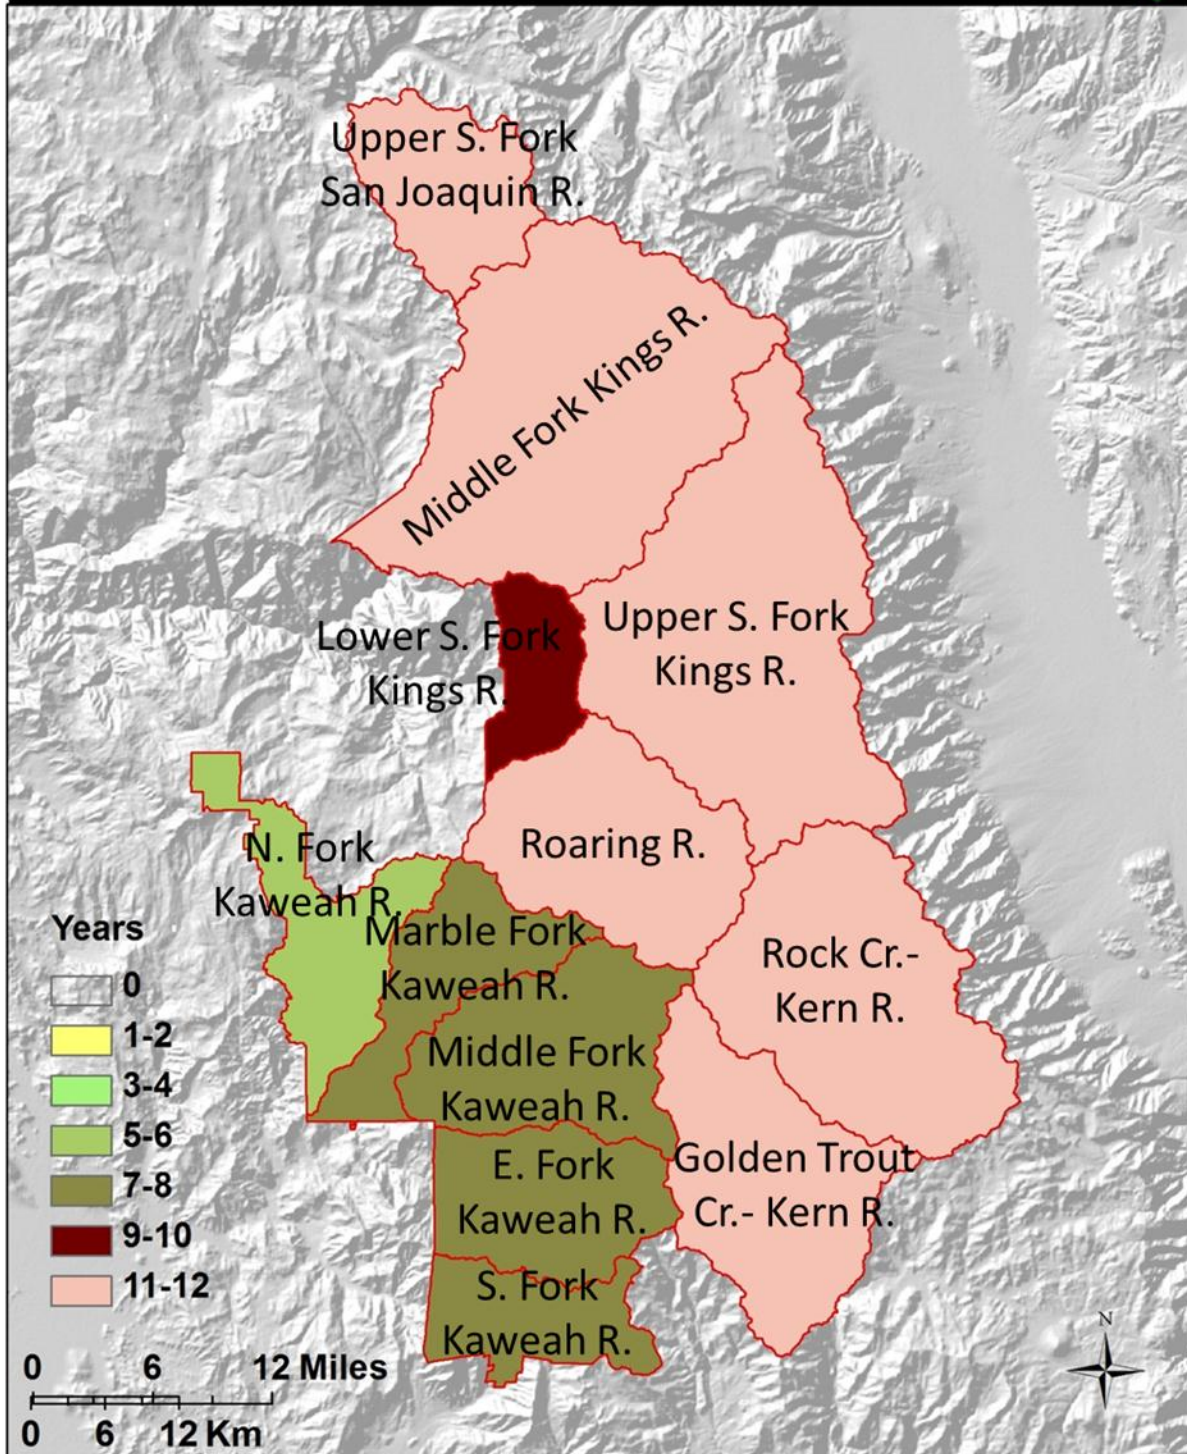 Upper S. Fork
San Joaquin R.
Middle Fork Kings R.
Upper S. Fork
Kings R.
Lower S. Fork
Kings R.
Roaring R.
N. Fork
Kaweah R.
Marble Fork
Kaweah R.
Rock Cr.-
Kern R.
Middle Fork
Kaweah R.
E. Fork
Kaweah R.
Golden Trout
Cr.- Kern R.
S. Fork
Kaweah R.
Years
0
1-2
3-4
5-6
7-8
9-10
11-12
0 6 12 Miles
0 6 12 Km
N